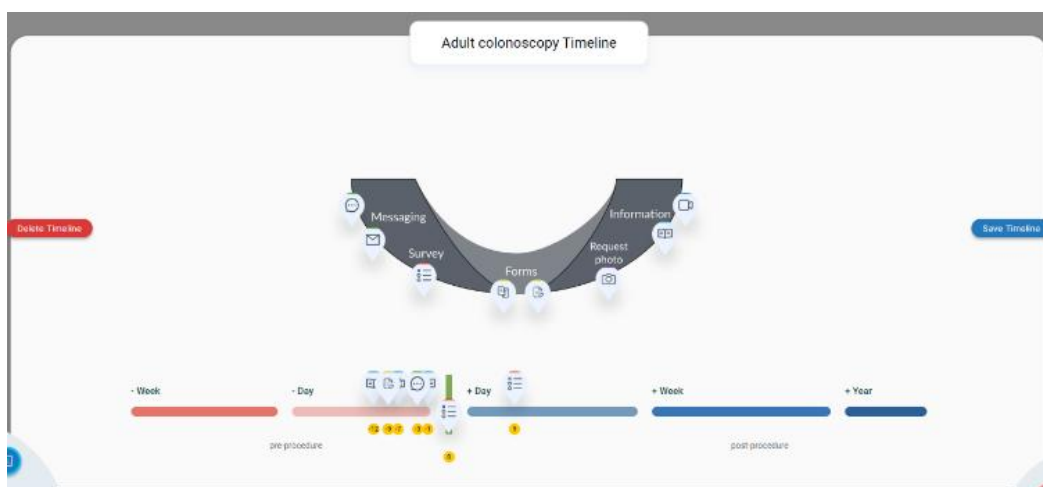 Adult colonoscopy Timeline
Messaging
Information
Delete Timeline
Save Timeline
Survey
Request
photo
Forms
- Week
- Day
+ Day
+ Week
+ Year
pre-procedure
post-procedure